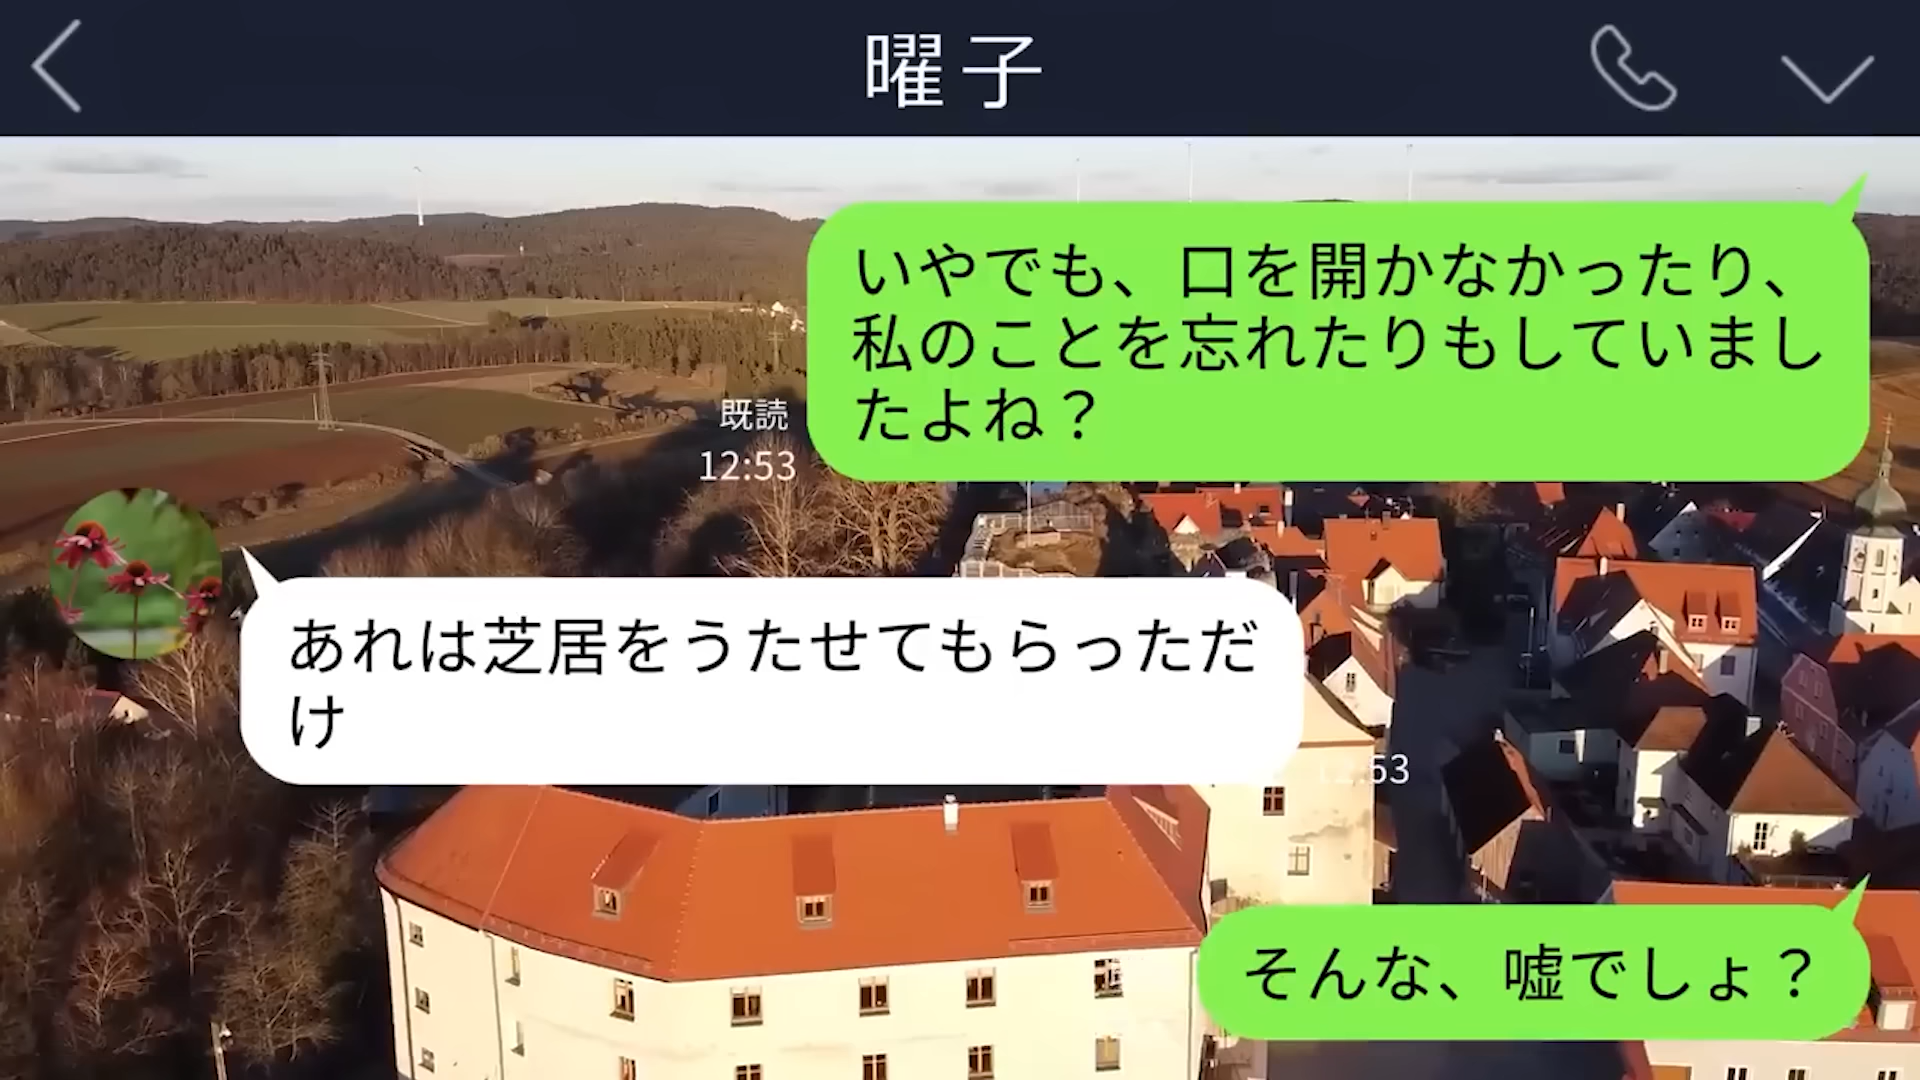 曜子
いやでも、口を開かなかったり、
私のことを忘れたりもしていまし
たよね？
既読
12:53
あれは芝居をうたせてもらっただ
け
12:53
そんな、嘘でしょ？